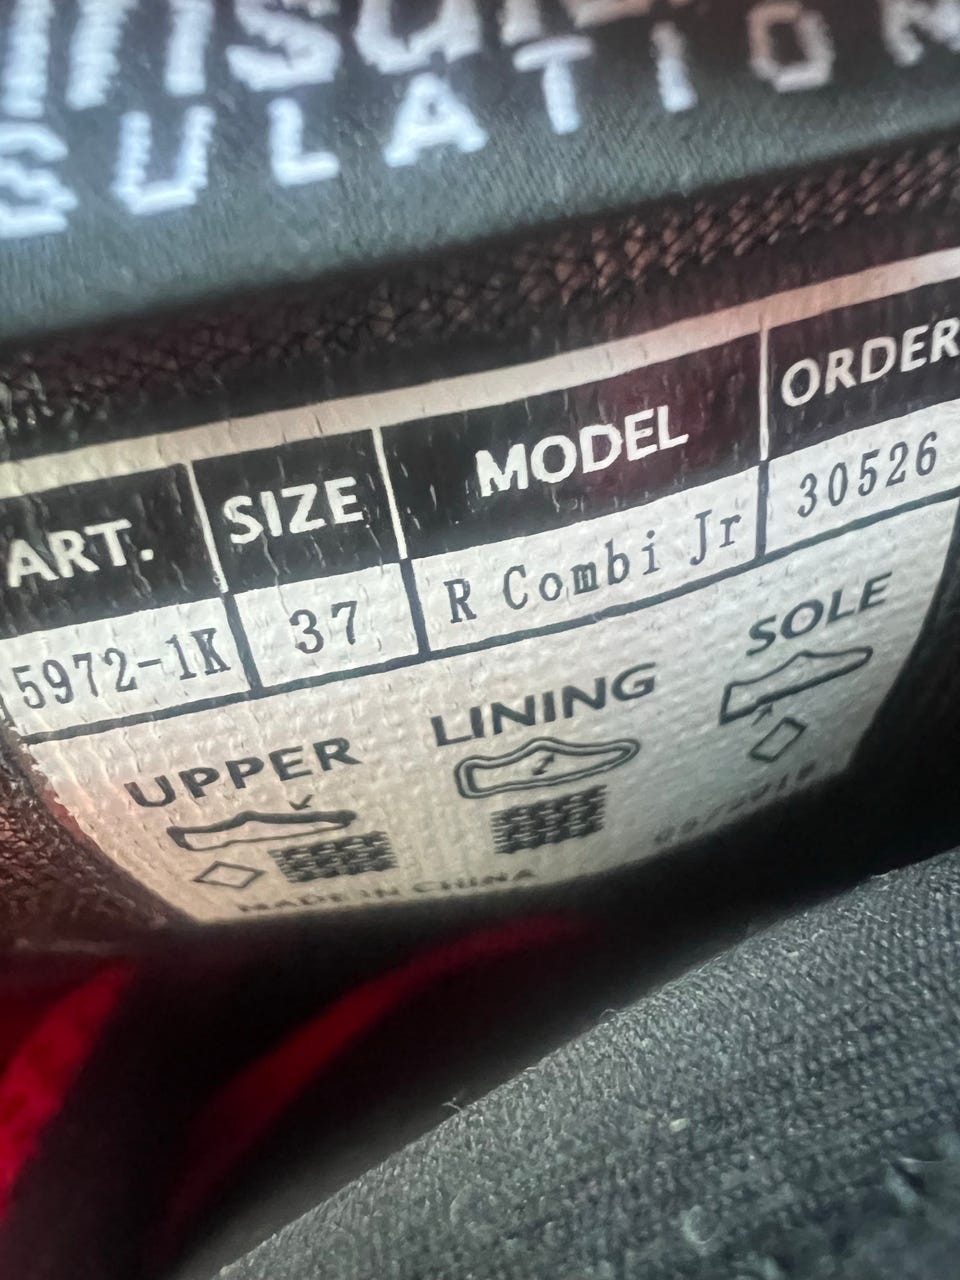 SULATION
ART. SIZE MODEL ORDER
5972-1K 37 R Combi Jr 30526
UPPER LINING SOLE
MADE IN CHINA